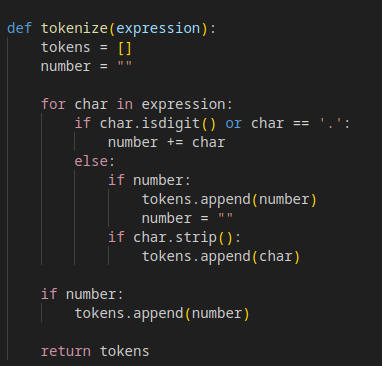 def tokenize(expression):
    tokens = []
    number = ""

    for char in expression:
        if char.isdigit() or char == '.':
            number += char
        else:
            if number:
                tokens.append(number)
                number = ""
            if char.strip():
                tokens.append(char)

    if number:
        tokens.append(number)

    return tokens